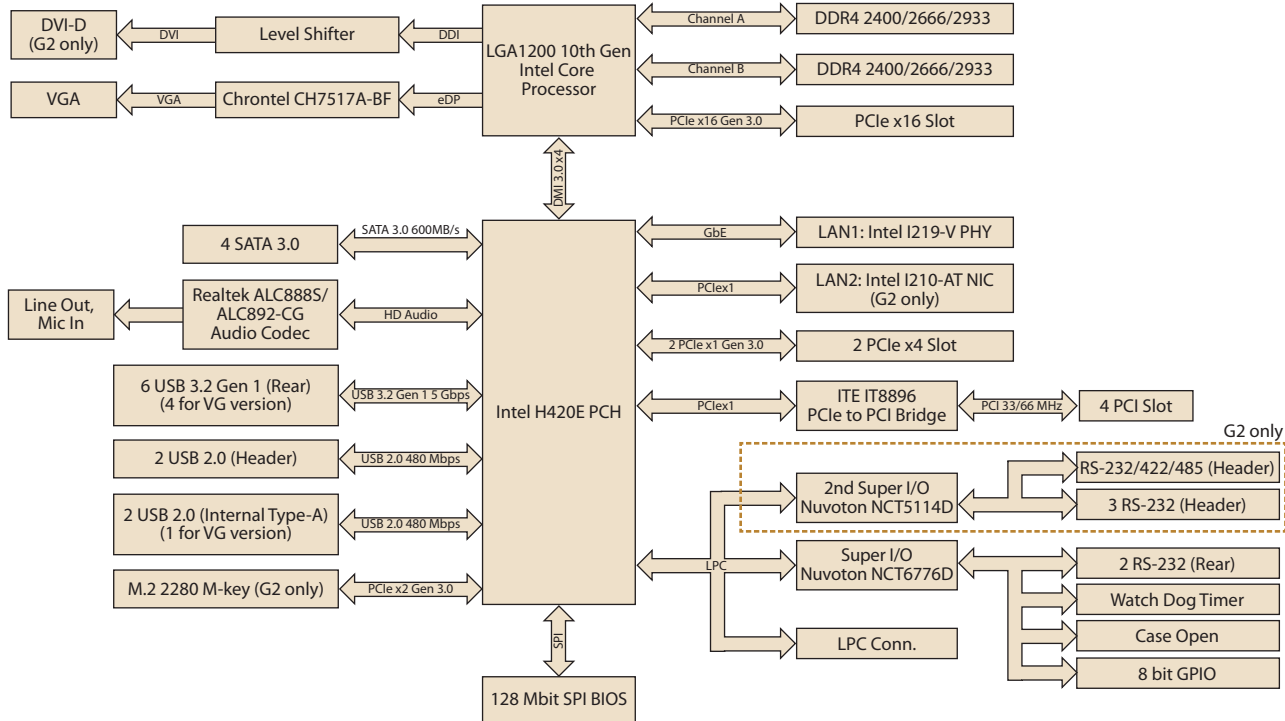 DVI-D
(G2 only)
DVI
Level Shifter
DDI
VGA
VGA
Chrontel CH7517A-BF
eDP
LGA1200 10th Gen
Intel Core
Processor
Channel A
DDR4 2400/2666/2933
Channel B
DDR4 2400/2666/2933
PCIe x16 Gen 3.0
PCIe x16 Slot
DMI 3.0 x4
4 SATA 3.0
SATA 3.0 600MB/s
Line Out,
Mic In
Realtek ALC888S/
ALC892-CG
Audio Codec
HD Audio
6 USB 3.2 Gen 1 (Rear)
(4 for VG version)
USB 3.2 Gen 1 5 Gbps
2 USB 2.0 (Header)
USB 2.0 480 Mbps
2 USB 2.0 (Internal Type-A)
(1 for VG version)
USB 2.0 480 Mbps
M.2 2280 M-key (G2 only)
PCIe x2 Gen 3.0
Intel H420E PCH
GbE
LAN1: Intel I219-V PHY
PCIex1
LAN2: Intel I210-AT NIC
(G2 only)
2 PCIe x1 Gen 3.0
2 PCIe x4 Slot
PCIex1
ITE IT8896
PCIe to PCI Bridge
PCI 33/66 MHz
4 PCI Slot
G2 only
2nd Super I/O
Nuvoton NCT5114D
RS-232/422/485 (Header)
3 RS-232 (Header)
LPC
Super I/O
Nuvoton NCT6776D
2 RS-232 (Rear)
Watch Dog Timer
Case Open
8 bit GPIO
LPC Conn.
SPI
128 Mbit SPI BIOS